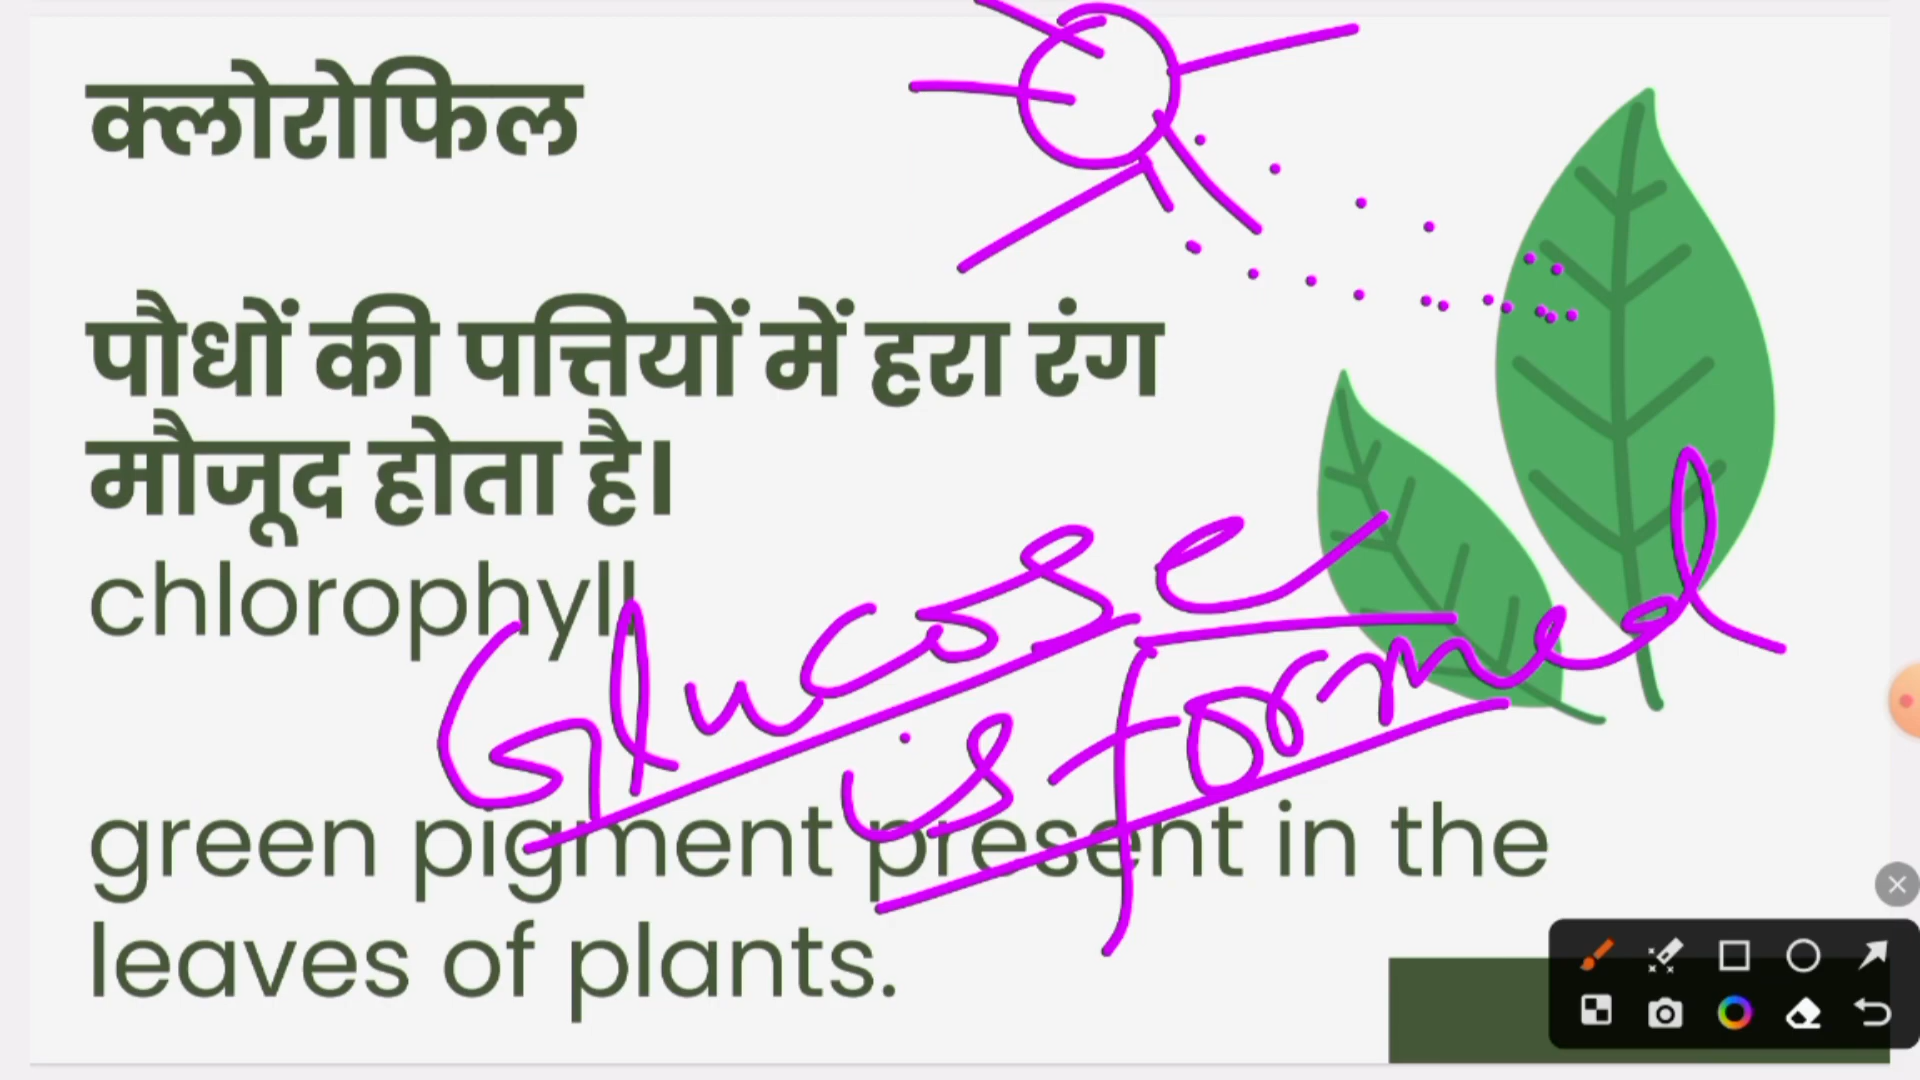 क्लोरोफिल
पौधों की पत्तियों में हरा रंग
मौजूद होता है।
chlorophyll
Glucose
is formed
green pigment present in the
leaves of plants.